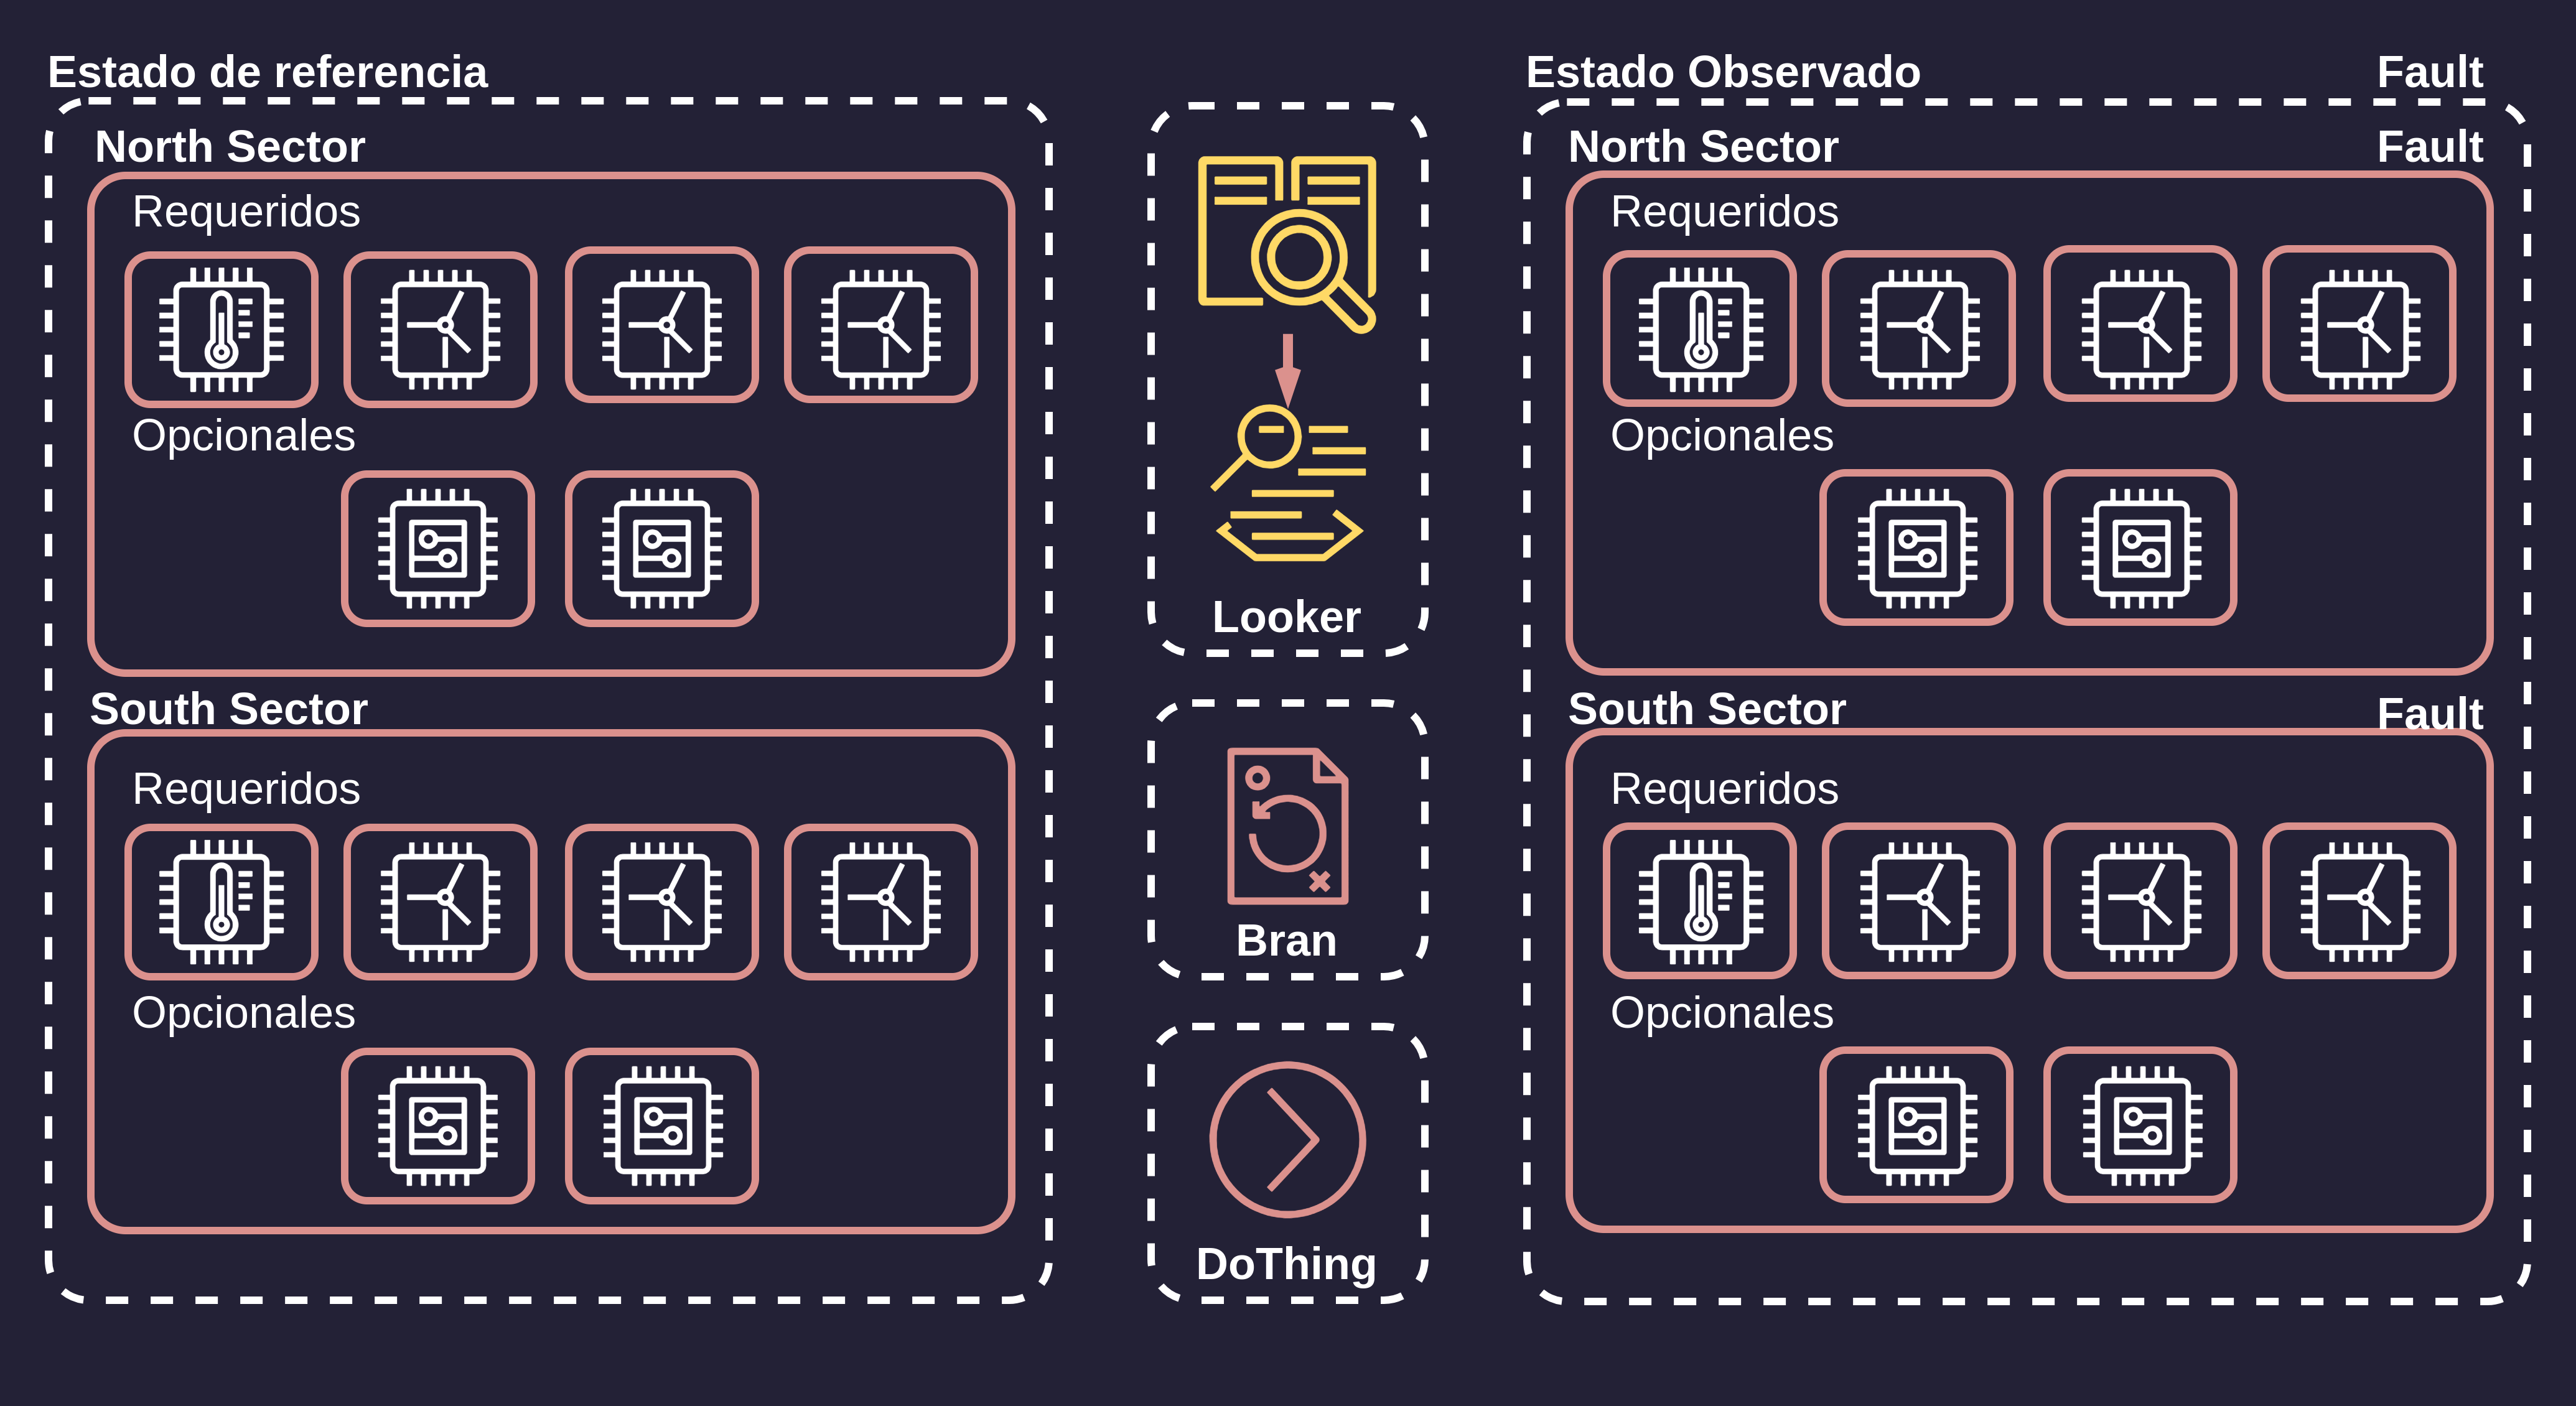 Estado de referencia
North Sector
Requeridos
Opcionales
South Sector
Requeridos
Opcionales
Looker
Bran
DoThing
Estado Observado
Fault
North Sector
Fault
Requeridos
Opcionales
South Sector
Fault
Requeridos
Opcionales